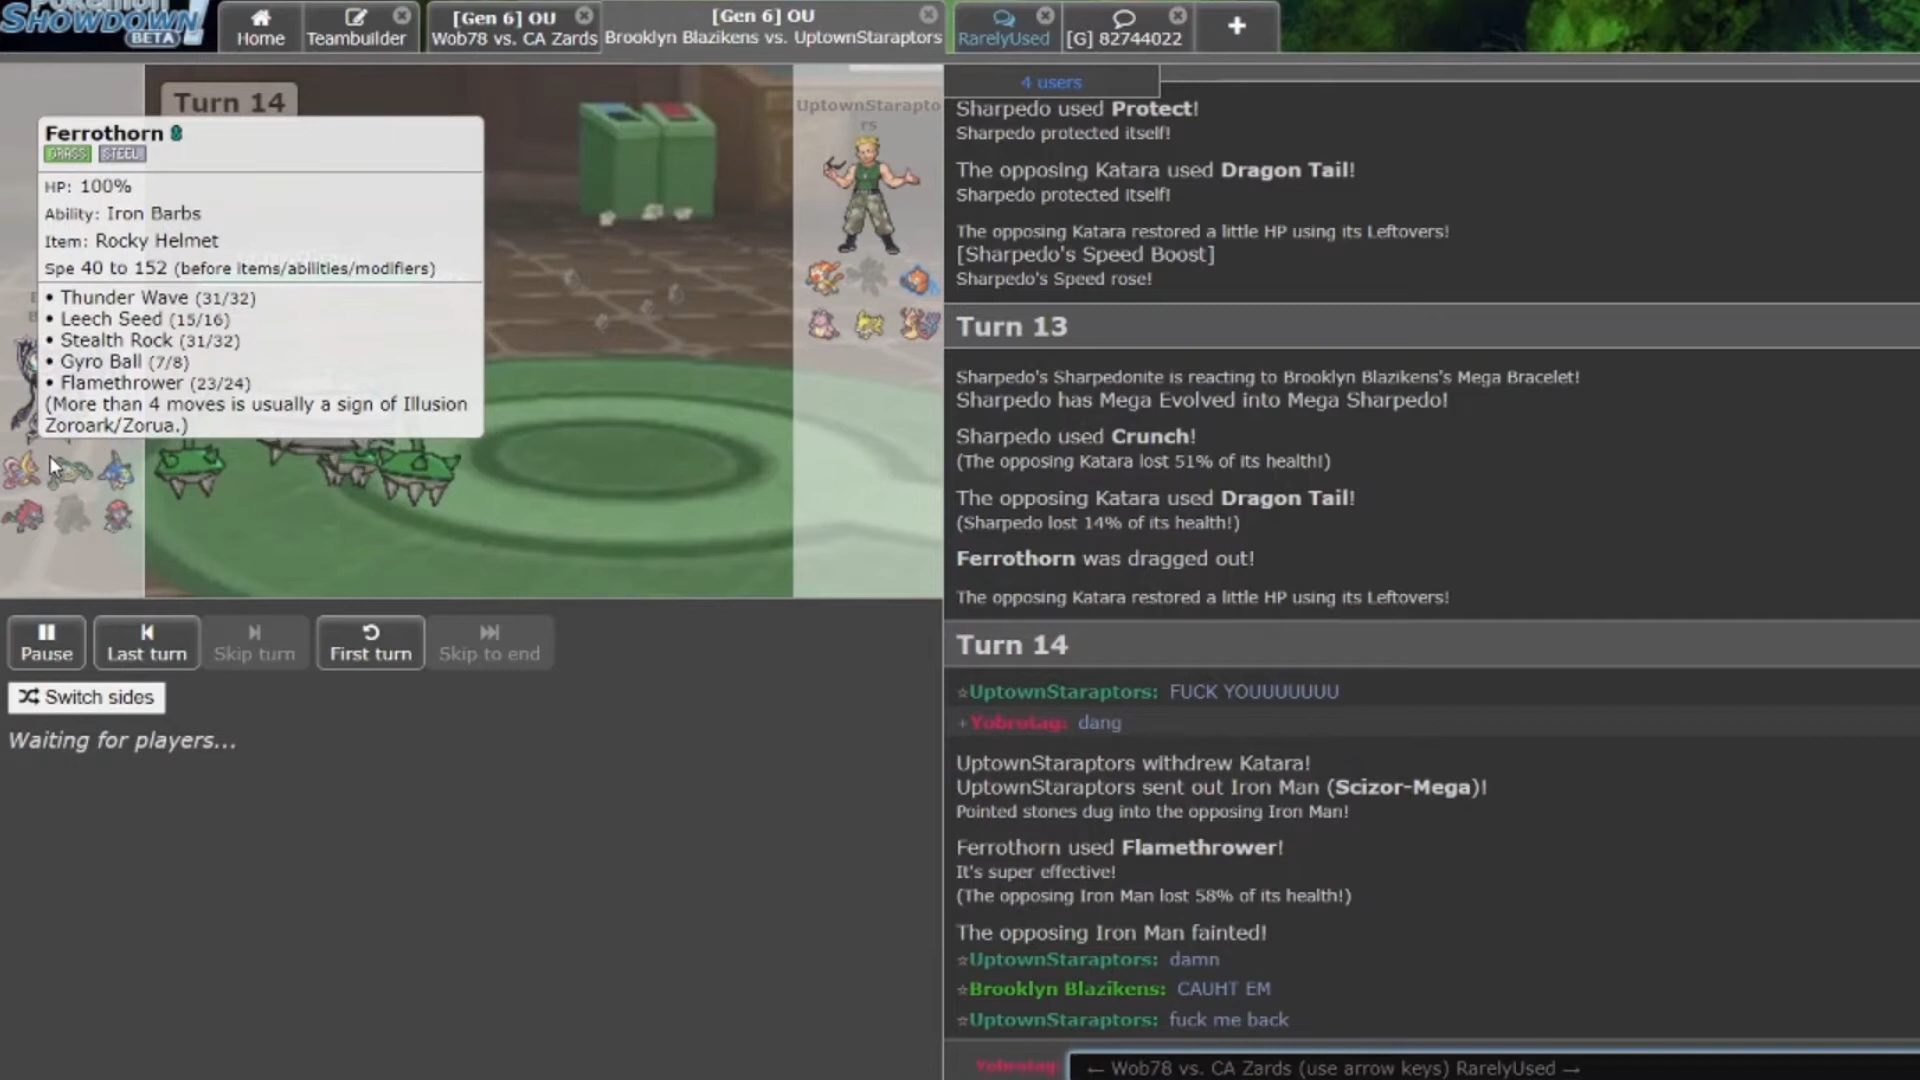 Pokémon
SHOWDOWN!
BETA
Home
Teambuilder
[Gen 6] OU
Wob78 vs. CA Zards
[Gen 6] OU
Brooklyn Blazikens vs. UptownStaraptors
RarelyUsed
[G] 82744022
+
Turn 14
Ferrothorn
GRASS STEEL
HP: 100%
Ability: Iron Barbs
Item: Rocky Helmet
Spe 40 to 152 (before items/abilities/modifiers)
• Thunder Wave (31/32)
• Leech Seed (15/16)
• Stealth Rock (31/32)
• Gyro Ball (7/8)
• Flamethrower (23/24)
(More than 4 moves is usually a sign of Illusion
Zoroark/Zorua.)
UptownStarapto
rs
Pause
Last turn
Skip turn
First turn
Skip to end
Switch sides
Waiting for players...
4 users
Sharpedo used Protect!
Sharpedo protected itself!
The opposing Katara used Dragon Tail!
Sharpedo protected itself!
The opposing Katara restored a little HP using its Leftovers!
[Sharpedo's Speed Boost]
Sharpedo's Speed rose!
Turn 13
Sharpedo's Sharpedonite is reacting to Brooklyn Blazikens's Mega Bracelet!
Sharpedo has Mega Evolved into Mega Sharpedo!
Sharpedo used Crunch!
(The opposing Katara lost 51% of its health!)
The opposing Katara used Dragon Tail!
(Sharpedo lost 14% of its health!)
Ferrothorn was dragged out!
The opposing Katara restored a little HP using its Leftovers!
Turn 14
☆UptownStaraptors: FUCK YOUUUUUUU
+Yobrotag: dang
UptownStaraptors withdrew Katara!
UptownStaraptors sent out Iron Man (Scizor-Mega)!
Pointed stones dug into the opposing Iron Man!
Ferrothorn used Flamethrower!
It's super effective!
(The opposing Iron Man lost 58% of its health!)
The opposing Iron Man fainted!
☆UptownStaraptors: damn
☆Brooklyn Blazikens: CAUHT EM
☆UptownStaraptors: fuck me back
Yobrotag:
← Wob78 vs. CA Zards (use arrow keys) RarelyUsed →